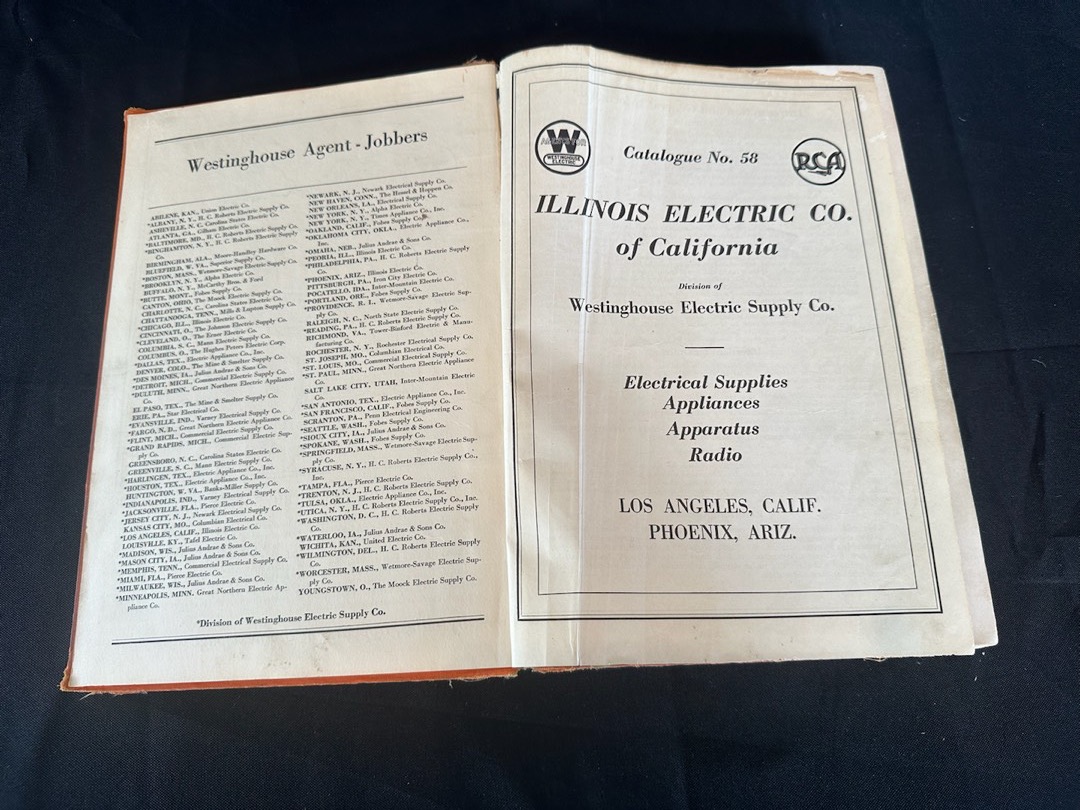 Westinghouse Agent - Jobbers
ABILENE, KAN., Union Electric Co.
*ALBANY, N. Y., H. C. Roberts Electric Supply Co.
ASHEVILLE, N. C. Carolina States Electric Co.
ATLANTA, GA., Gilham Electric Co.
*BALTIMORE, MD., H. C. Roberts Electric Supply Co.
*BINGHAMTON, N. Y., H. C. Roberts Electric Supply
Co.
BIRMINGHAM, ALA., Moore-Handley Hardware Co.
BLUEFIELD, W. VA., Superior Supply Co.
*BOSTON, MASS., Wetmore-Savage Electric Supply Co.
*BROOKLYN, N. Y., Alpha Electric Co.
BUFFALO, N. Y., McCarthy Bros. & Ford
*BUTTE, MONT., Fobes Supply Co.
CANTON, OHIO, The Moock Electric Supply Co.
CHARLOTTE, N. C., Carolina States Electric Co.
CHATTANOOGA, TENN., Mills & Lupton Supply Co.
*CHICAGO, ILL., Illinois Electric Co.
CINCINNATI, O., The Johnson Electric Supply Co.
*CLEVELAND, O., The Erner Electric Co.
COLUMBIA, S. C., Mann Electric Supply Co.
COLUMBUS, O., The Hughes Peters Electric Corp.
*DALLAS, TEX., Electric Appliance Co., Inc.
DENVER, COLO., The Mine & Smelter Supply Co.
*DES MOINES, IA., Julius Andrae & Sons Co.
*DETROIT, MICH., Commercial Electric Supply Co.
*DULUTH, MINN., Great Northern Electric Appliance
Co.
EL PASO, TEX., The Mine & Smelter Supply Co.
ERIE, PA., Star Electrical Co.
*EVANSVILLE, IND., Varney Electrical Supply Co.
*FARGO, N. D., Great Northern Electric Appliance Co.
*FLINT, MICH., Commercial Electric Supply Co.
*GRAND RAPIDS, MICH., Commercial Electric Sup-
ply Co.
GREENSBORO, N. C., Carolina States Electric Co.
GREENVILLE, S. C., Mann Electric Supply Co.
*HARLINGEN, TEX., Electric Appliance Co., Inc.
*HOUSTON, TEX., Electric Appliance Co., Inc.
HUNTINGTON, W. VA., Banks-Miller Supply Co.
*INDIANAPOLIS, IND., Varney Electrical Supply Co.
*JACKSONVILLE, FLA., Pierce Electric Co.
*JERSEY CITY, N. J., Newark Electrical Supply Co.
KANSAS CITY, MO., Columbian Electrical Co.
*LOS ANGELES, CALIF., Illinois Electric Co.
LOUISVILLE, KY., Tafel Electric Co.
*MADISON, WIS., Julius Andrae & Sons Co.
*MASON CITY, IA., Julius Andrae & Sons Co.
*MEMPHIS, TENN., Commercial Electrical Supply Co.
*MIAMI, FLA., Pierce Electric Co.
*MILWAUKEE, WIS., Julius Andrae & Sons Co.
*MINNEAPOLIS, MINN. Great Northern Electric Ap-
pliance Co.
*NEWARK, N. J., Newark Electrical Supply Co.
NEW HAVEN, CONN., The Hessel & Hoppen Co.
NEW ORLEANS, LA., Electrical Supply Co.
*NEW YORK, N. Y., Alpha Electric Co.
*NEW YORK, N. Y., Times Appliance Co., Inc.
*OAKLAND, CALIF., Fobes Supply Co.
*OKLAHOMA CITY, OKLA., Electric Appliance Co.,
Inc.
*OMAHA, NEB., Julius Andrae & Sons Co.
*PEORIA, ILL., Illinois Electric Co.
*PHILADELPHIA, PA., H. C. Roberts Electric Supply
Co.
*PHOENIX, ARIZ., Illinois Electric Co.
PITTSBURGH, PA., Iron City Electric Co.
POCATELLO, IDA., Inter-Mountain Electric Co.
*PORTLAND, ORE., Fobes Supply Co.
*PROVIDENCE, R. I., Wetmore-Savage Electric Sup-
ply Co.
RALEIGH, N. C., North State Electric Supply Co.
*READING, PA., H. C. Roberts Electric Supply Co.
RICHMOND, VA., Tower-Binford Electric & Manu-
facturing Co.
ROCHESTER, N. Y., Rochester Electrical Supply Co.
ST. JOSEPH, MO., Columbian Electrical Co.
*ST. LOUIS, MO., Commercial Electrical Supply Co.
*ST. PAUL, MINN., Great Northern Electric Appliance
Co.
SALT LAKE CITY, UTAH, Inter-Mountain Electric
Co.
*SAN ANTONIO, TEX., Electric Appliance Co., Inc.
*SAN FRANCISCO, CALIF., Fobes Supply Co.
SCRANTON, PA., Penn Electrical Engineering Co.
*SEATTLE, WASH., Fobes Supply Co.
*SIOUX CITY, IA., Julius Andrae & Sons Co.
*SPOKANE, WASH., Fobes Supply Co.
*SPRINGFIELD, MASS., Wetmore-Savage Electric Sup-
ply Co.
*SYRACUSE, N. Y., H. C. Roberts Electric Supply Co.,
Inc.
*TAMPA, FLA., Pierce Electric Co.
*TRENTON, N. J., H. C. Roberts Electric Supply Co.
*TULSA, OKLA., Electric Appliance Co., Inc.
*UTICA, N. Y., H. C. Roberts Electric Supply Co., Inc.
*WASHINGTON, D. C., H. C. Roberts Electric Supply
Co.
*WATERLOO, IA., Julius Andrae & Sons Co.
WICHITA, KAN., United Electric Co.
*WILMINGTON, DEL., H. C. Roberts Electric Supply
Co.
*WORCESTER, MASS., Wetmore-Savage Electric Sup-
ply Co.
YOUNGSTOWN, O., The Moock Electric Supply Co.
*Division of Westinghouse Electric Supply Co.
W
WESTINGHOUSE
ELECTRIC
Catalogue No. 58
RCA
ILLINOIS ELECTRIC CO.
of California
Division of
Westinghouse Electric Supply Co.
Electrical Supplies
Appliances
Apparatus
Radio
LOS ANGELES, CALIF.
PHOENIX, ARIZ.